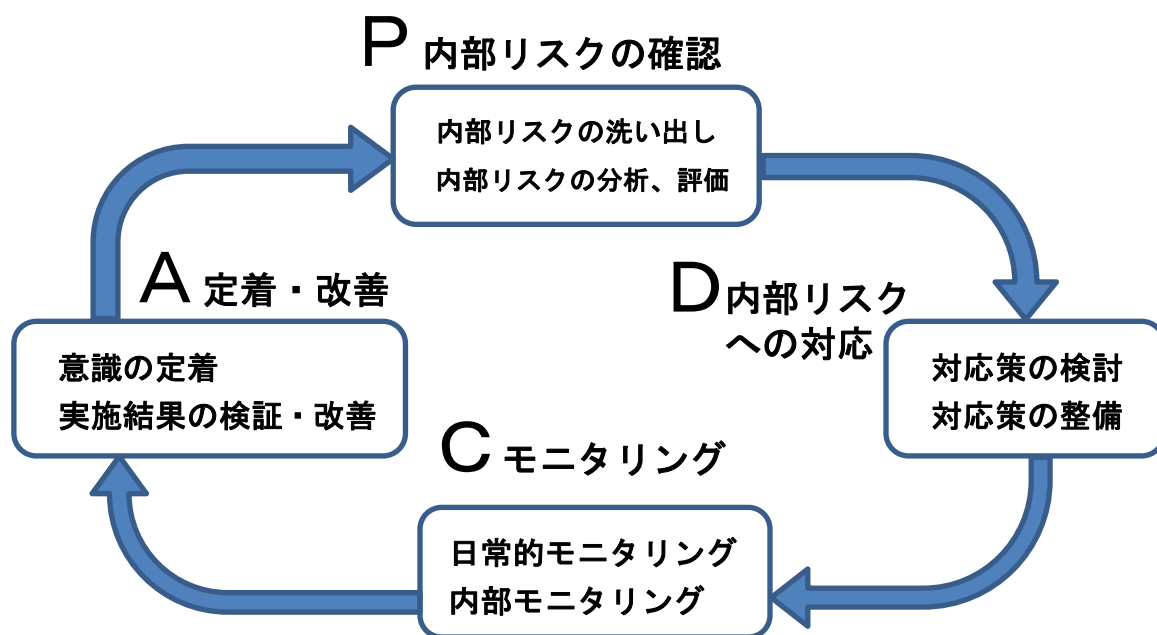 P 内部リスクの確認
内部リスクの洗い出し
内部リスクの分析、評価
D 内部リスク
への対応
対応策の検討
対応策の整備
C モニタリング
日常的モニタリング
内部モニタリング
A 定着・改善
意識の定着
実施結果の検証・改善